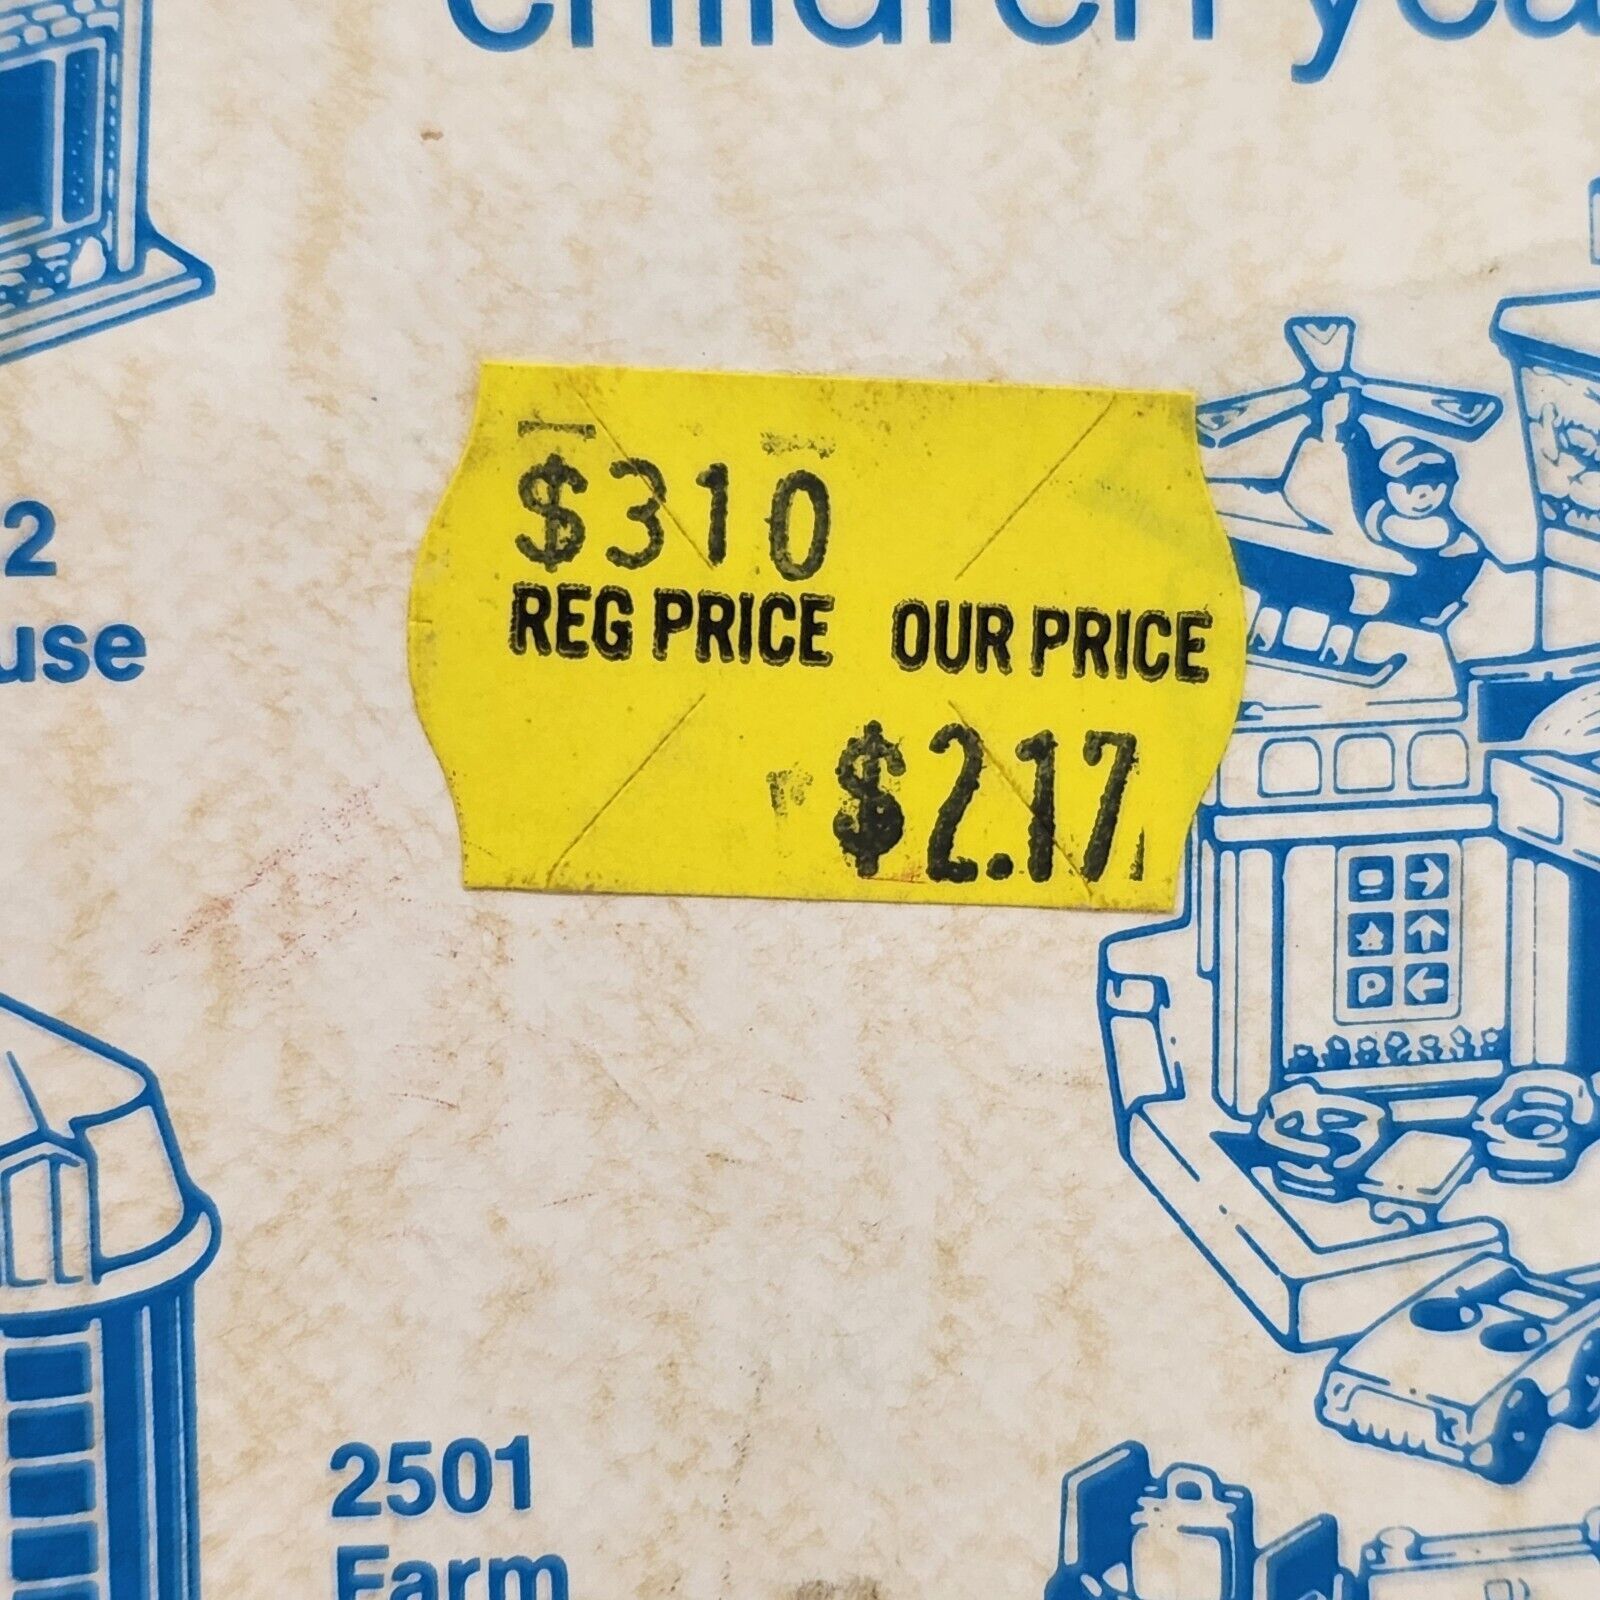 children yea
$310
REG PRICE OUR PRICE
$2.17
2
use
P
2501
Farm